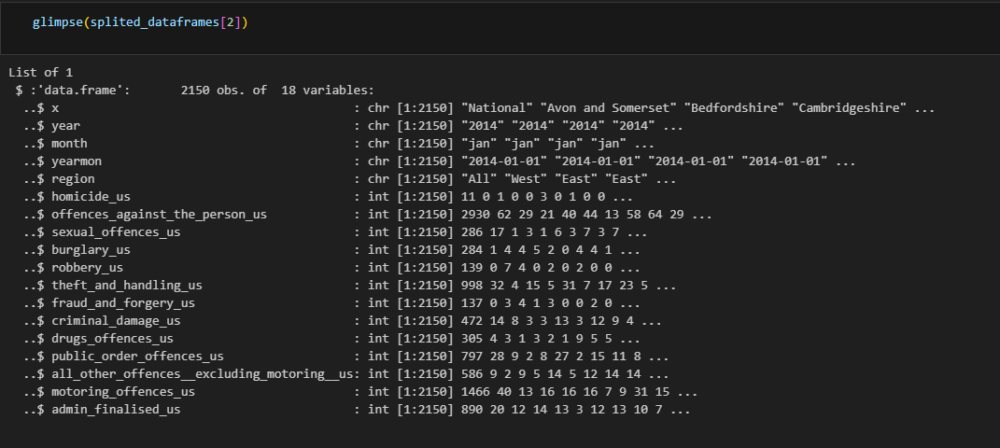 glimpse(splited_dataframes[2])
List of 1
 $ :'data.frame':	2150 obs. of  18 variables:
  ..$ x                                      : chr [1:2150] "National" "Avon and Somerset" "Bedfordshire" "Cambridgeshire" ...
  ..$ year                                   : chr [1:2150] "2014" "2014" "2014" "2014" ...
  ..$ month                                  : chr [1:2150] "jan" "jan" "jan" "jan" ...
  ..$ yearmon                                : chr [1:2150] "2014-01-01" "2014-01-01" "2014-01-01" "2014-01-01" ...
  ..$ region                                 : chr [1:2150] "All" "West" "East" "East" ...
  ..$ homicide_us                            : int [1:2150] 11 0 1 0 0 3 0 1 0 0 ...
  ..$ offences_against_the_person_us         : int [1:2150] 2930 62 29 21 40 44 13 58 64 29 ...
  ..$ sexual_offences_us                     : int [1:2150] 286 17 1 3 1 6 3 7 3 7 ...
  ..$ burglary_us                            : int [1:2150] 284 1 4 4 5 2 0 4 4 1 ...
  ..$ robbery_us                             : int [1:2150] 139 0 7 4 0 2 0 2 0 0 ...
  ..$ theft_and_handling_us                  : int [1:2150] 998 32 4 15 5 31 7 17 23 5 ...
  ..$ fraud_and_forgery_us                   : int [1:2150] 137 0 3 4 1 3 0 0 2 0 ...
  ..$ criminal_damage_us                     : int [1:2150] 472 14 8 3 3 13 3 12 9 4 ...
  ..$ drugs_offences_us                      : int [1:2150] 305 4 3 1 3 2 1 9 5 5 ...
  ..$ public_order_offences_us               : int [1:2150] 797 28 9 2 8 27 2 15 11 8 ...
  ..$ all_other_offences__excluding_motoring__us: int [1:2150] 586 9 2 9 5 14 5 12 14 14 ...
  ..$ motoring_offences_us                   : int [1:2150] 1466 40 13 16 16 16 7 9 31 15 ...
  ..$ admin_finalised_us                     : int [1:2150] 890 20 12 14 13 3 12 13 10 7 ...